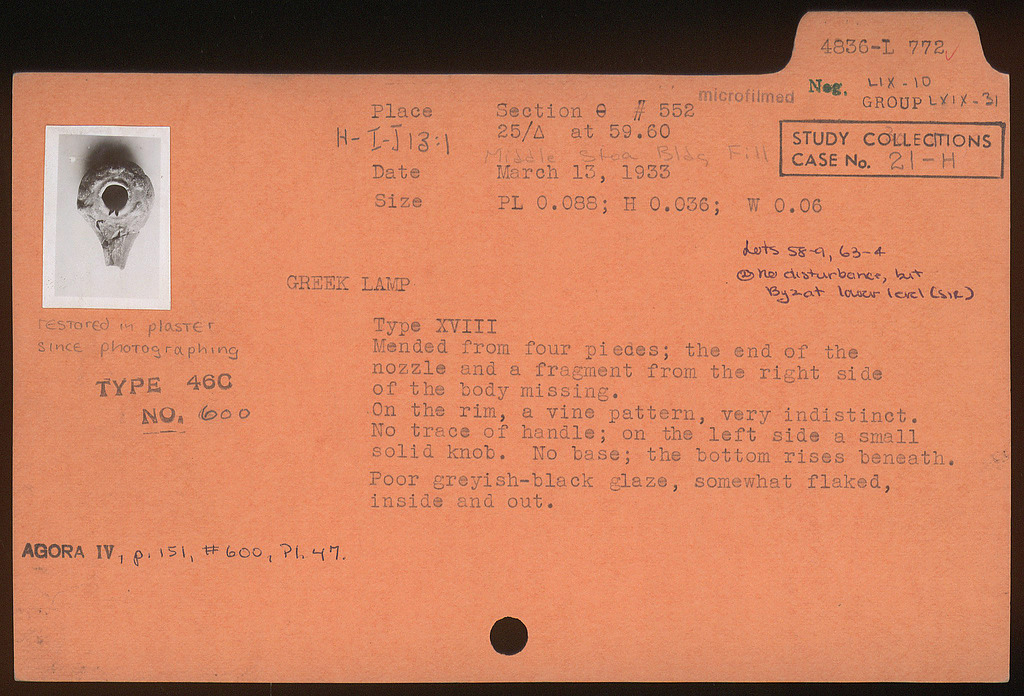 4836-L 772
microfilmed
Neg. LIX-10
GROUP LXIX-31
STUDY COLLECTIONS
CASE No. 21-H
Place Section Θ # 552
H-I-J 13:1
25/Δ at 59.60
Middle Stoa Bldg Fill
Date March 13, 1933
Size PL 0.088; H 0.036; W 0.06
Lots 58-9, 63-4
no disturbance, but
Byz at lower level (SIR)
GREEK LAMP
restored in plaster
since photographing
TYPE 46C
NO. 600
Type XVIII
Mended from four pieces; the end of the
nozzle and a fragment from the right side
of the body missing.
On the rim, a vine pattern, very indistinct.
No trace of handle; on the left side a small
solid knob. No base; the bottom rises beneath.
Poor greyish-black glaze, somewhat flaked,
inside and out.
AGORA IV, p. 151, #600, Pl. 47.